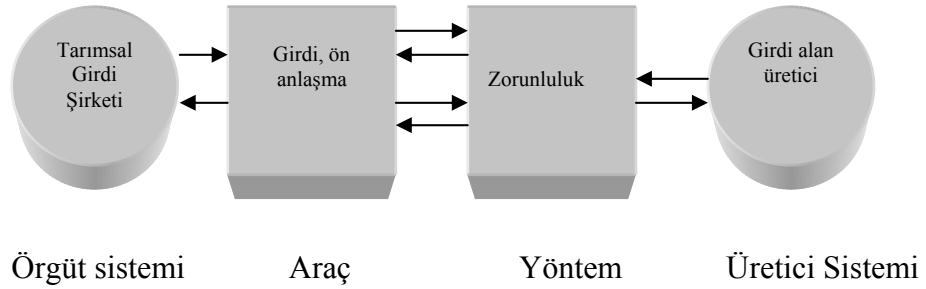 Tarımsal
Girdi
Şirketi
Girdi, ön
anlaşma
Zorunluluk
Girdi alan
üretici
Örgüt sistemi
Araç
Yöntem
Üretici Sistemi